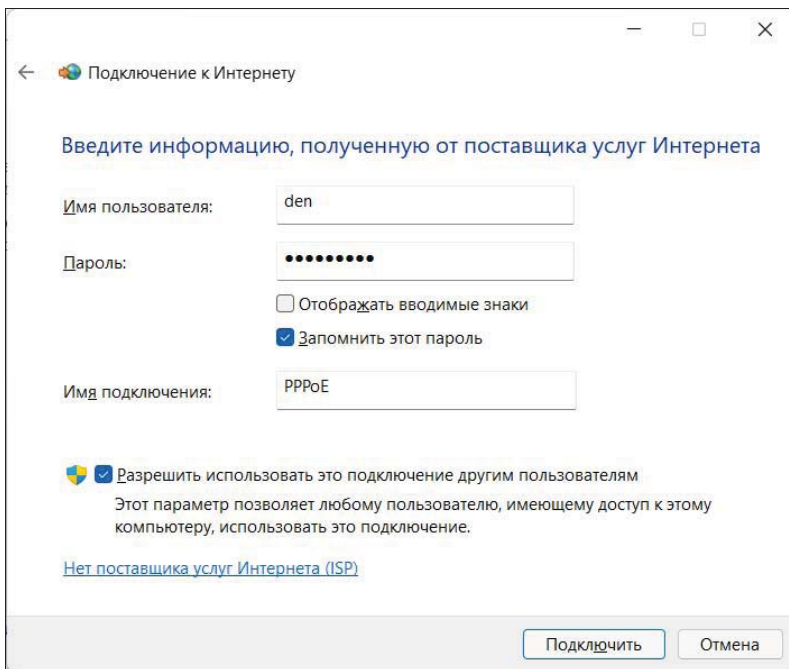 Подключение к Интернету
Введите информацию, полученную от поставщика услуг Интернета
Имя пользователя: den
Пароль: •••••••••
Отображать вводимые знаки
Запомнить этот пароль
Имя подключения: PPPoE
Разрешить использовать это подключение другим пользователям
Этот параметр позволяет любому пользователю, имеющему доступ к этому
компьютеру, использовать это подключение.
Нет поставщика услуг Интернета (ISP)
Подключить Отмена